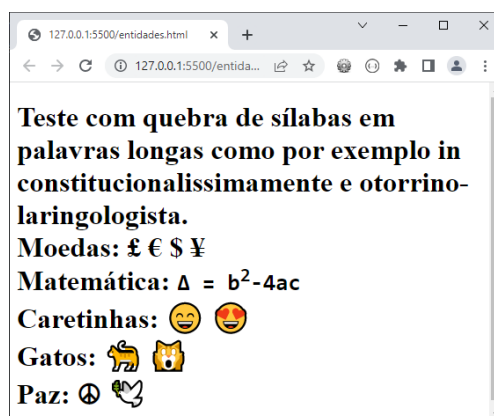 127.0.0.1:5500/entidades.html
127.0.0.1:5500/entida...
Teste com quebra de sílabas em
palavras longas como por exemplo in
constitucionalissimamente e otorrino-
laringologista.
Moedas: £ € $ ¥
Matemática: Δ = b²-4ac
Caretinhas: 😄 😍
Gatos: 🐅 🙀
Paz: ☮ 🕊